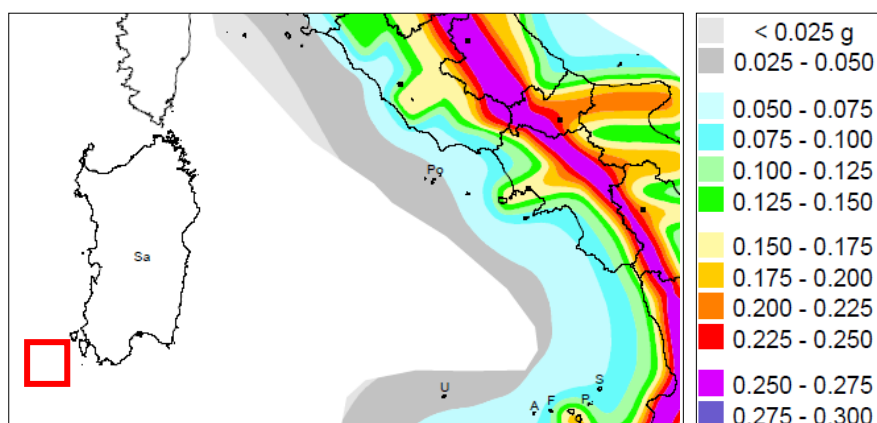 Po
Sa
U
A
F
P.
S
< 0.025 g
0.025 - 0.050
0.050 - 0.075
0.075 - 0.100
0.100 - 0.125
0.125 - 0.150
0.150 - 0.175
0.175 - 0.200
0.200 - 0.225
0.225 - 0.250
0.250 - 0.275
0.275 - 0.300